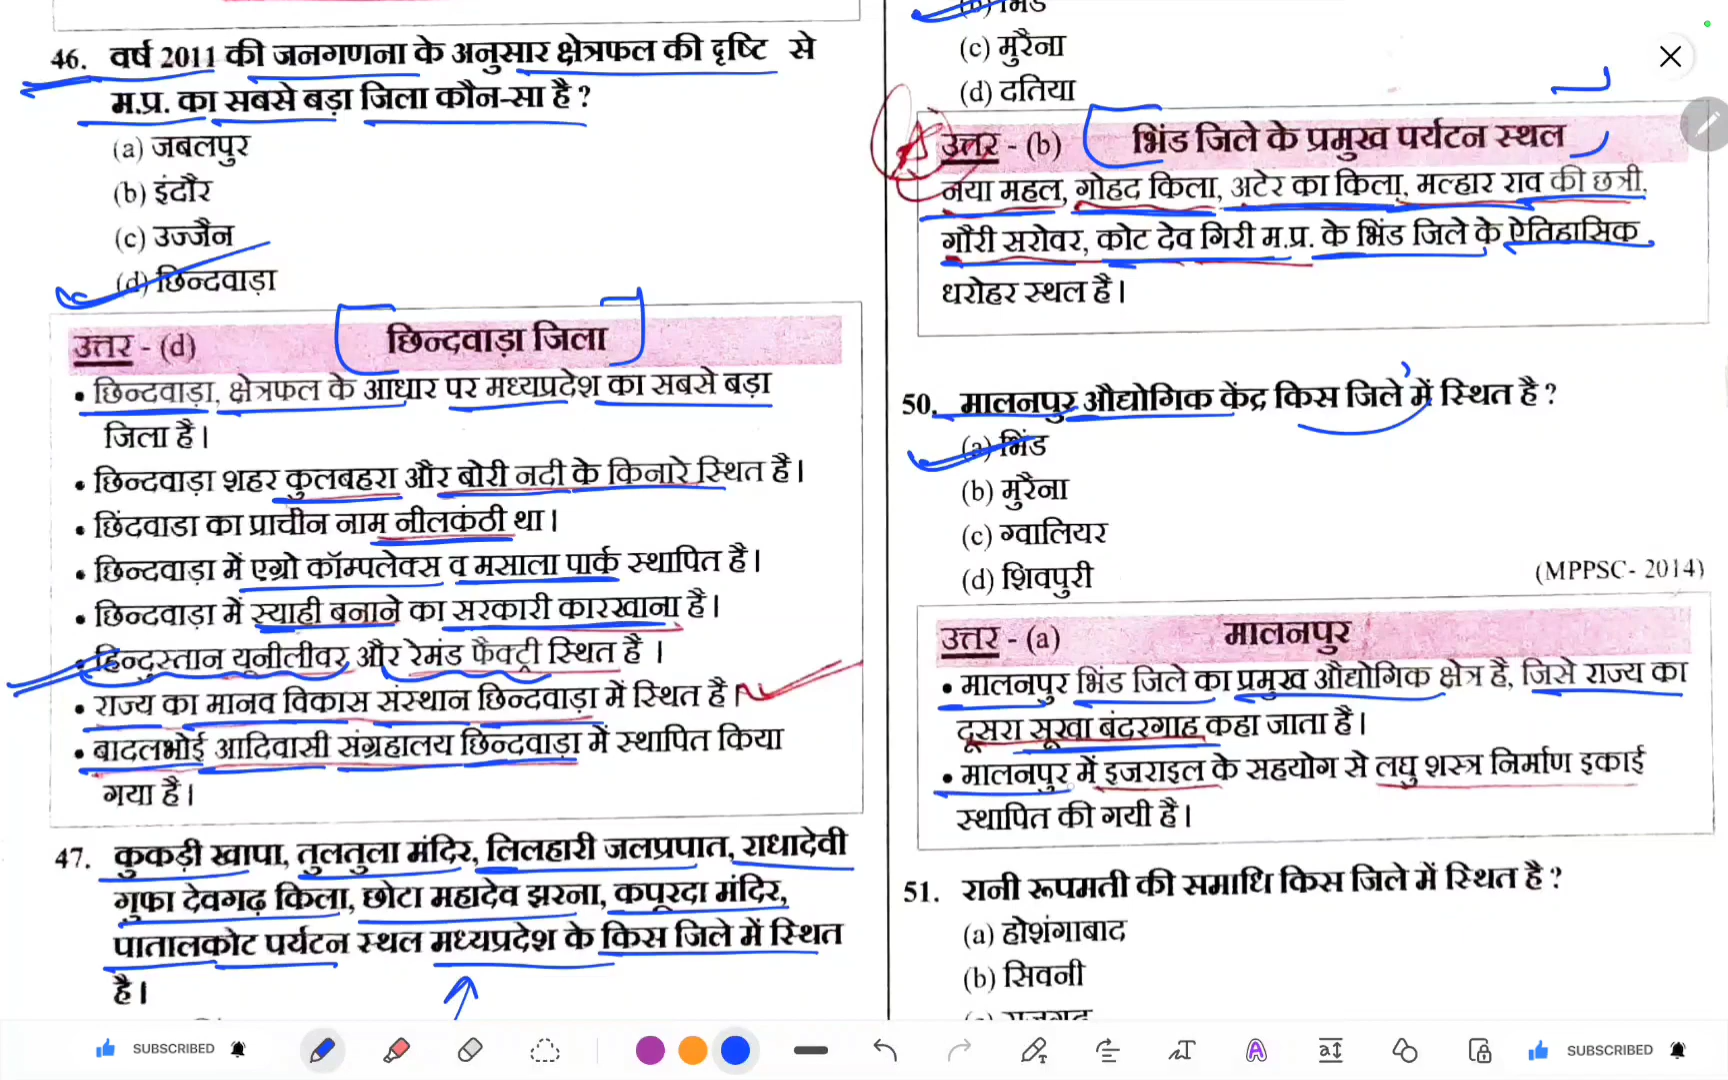 46. वर्ष 2011 की जनगणना के अनुसार क्षेत्रफल की दृष्टि से
म.प्र. का सबसे बड़ा जिला कौन-सा है?
(a) जबलपुर
(b) इंदौर
(c) उज्जैन
(d) छिन्दवाड़ा
उत्तर - (d) छिन्दवाड़ा जिला
• छिन्दवाड़ा, क्षेत्रफल के आधार पर मध्यप्रदेश का सबसे बड़ा
जिला है।
• छिन्दवाड़ा शहर कुलबहरा और बोरी नदी के किनारे स्थित है।
• छिंदवाडा का प्राचीन नाम नीलकंठी था।
• छिन्दवाड़ा में एग्रो कॉम्पलेक्स व मसाला पार्क स्थापित है।
• छिन्दवाड़ा में स्याही बनाने का सरकारी कारखाना है।
• हिन्दुस्तान यूनीलीवर और रेमंड फैक्ट्री स्थित है।
• राज्य का मानव विकास संस्थान छिन्दवाड़ा में स्थित है।
• बादलभोई आदिवासी संग्रहालय छिन्दवाड़ा में स्थापित किया
गया है।
47. कुकड़ी खापा, तुलतुला मंदिर, लिलहारी जलप्रपात, राधादेवी
गुफा देवगढ़ किला, छोटा महादेव झरना, कपूरदा मंदिर,
पातालकोट पर्यटन स्थल मध्यप्रदेश के किस जिले में स्थित
है।
(b) भिंड
(c) मुरैना
(d) दतिया
उत्तर - (b) भिंड जिले के प्रमुख पर्यटन स्थल
नया महल, गोहद किला, अटेर का किला, मल्हार राव की छत्री,
गौरी सरोवर, कोट देव गिरी म.प्र. के भिंड जिले के ऐतिहासिक
धरोहर स्थल है।
50. मालनपुर औद्योगिक केंद्र किस जिले में स्थित है?
(a) भिंड
(b) मुरैना
(c) ग्वालियर
(d) शिवपुरी
(MPPSC- 2014)
उत्तर - (a) मालनपुर
• मालनपुर भिंड जिले का प्रमुख औद्योगिक क्षेत्र है, जिसे राज्य का
दूसरा सूखा बंदरगाह कहा जाता है।
• मालनपुर में इजराइल के सहयोग से लघु शस्त्र निर्माण इकाई
स्थापित की गयी है।
51. रानी रूपमती की समाधि किस जिले में स्थित है?
(a) होशंगाबाद
(b) सिवनी
SUBSCRIBED
SUBSCRIBED